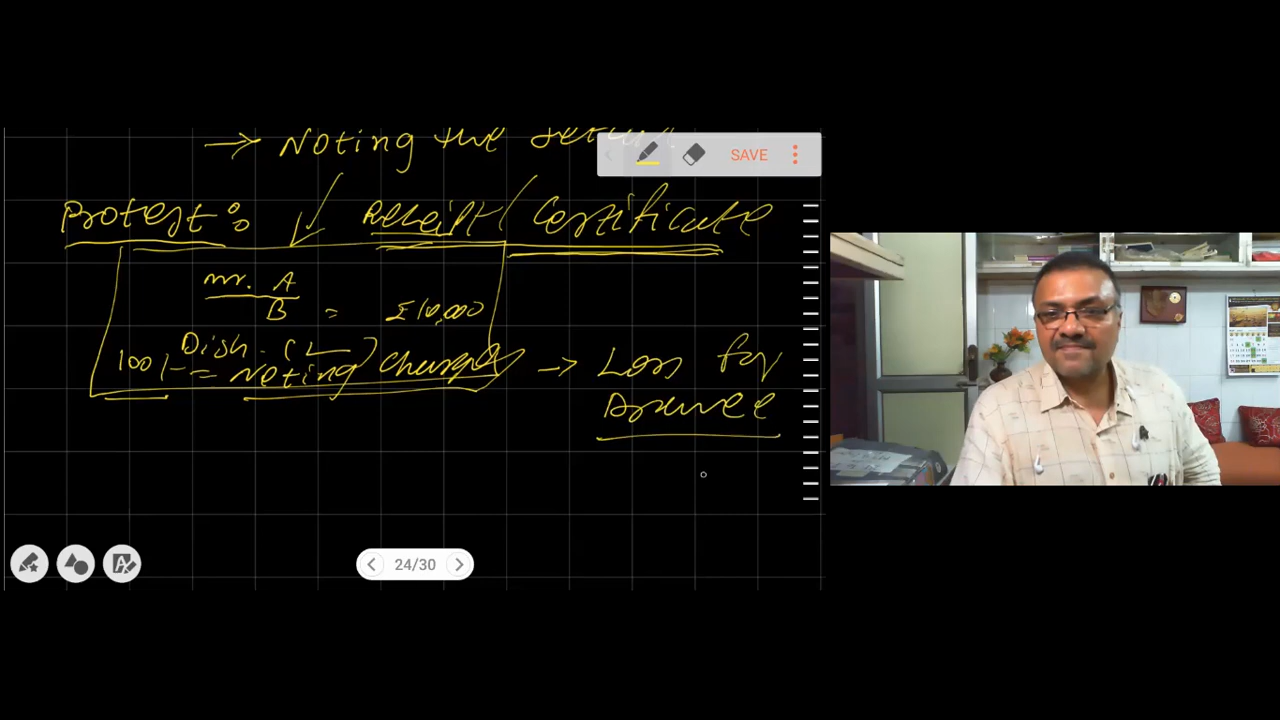 → Noting the
SAVE
Protest : Receipt / Certificate
Mr. A
B = ₹10,000
Dish. ( )
100/- = Noting Charges → Loss for
Drawee
24/30